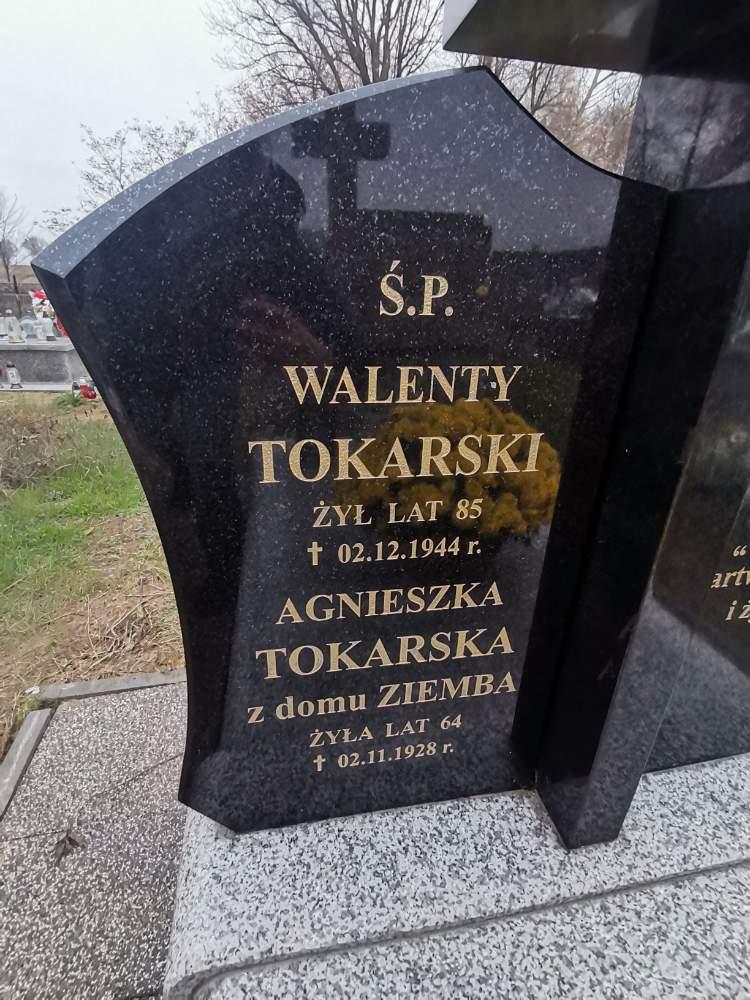 Ś.P.
WALENTY
TOKARSKI
ŻYŁ LAT 85
† 02.12.1944 r.
AGNIESZKA
TOKARSKA
z domu ZIEMBA
ŻYŁA LAT 64
† 02.11.1928 r.